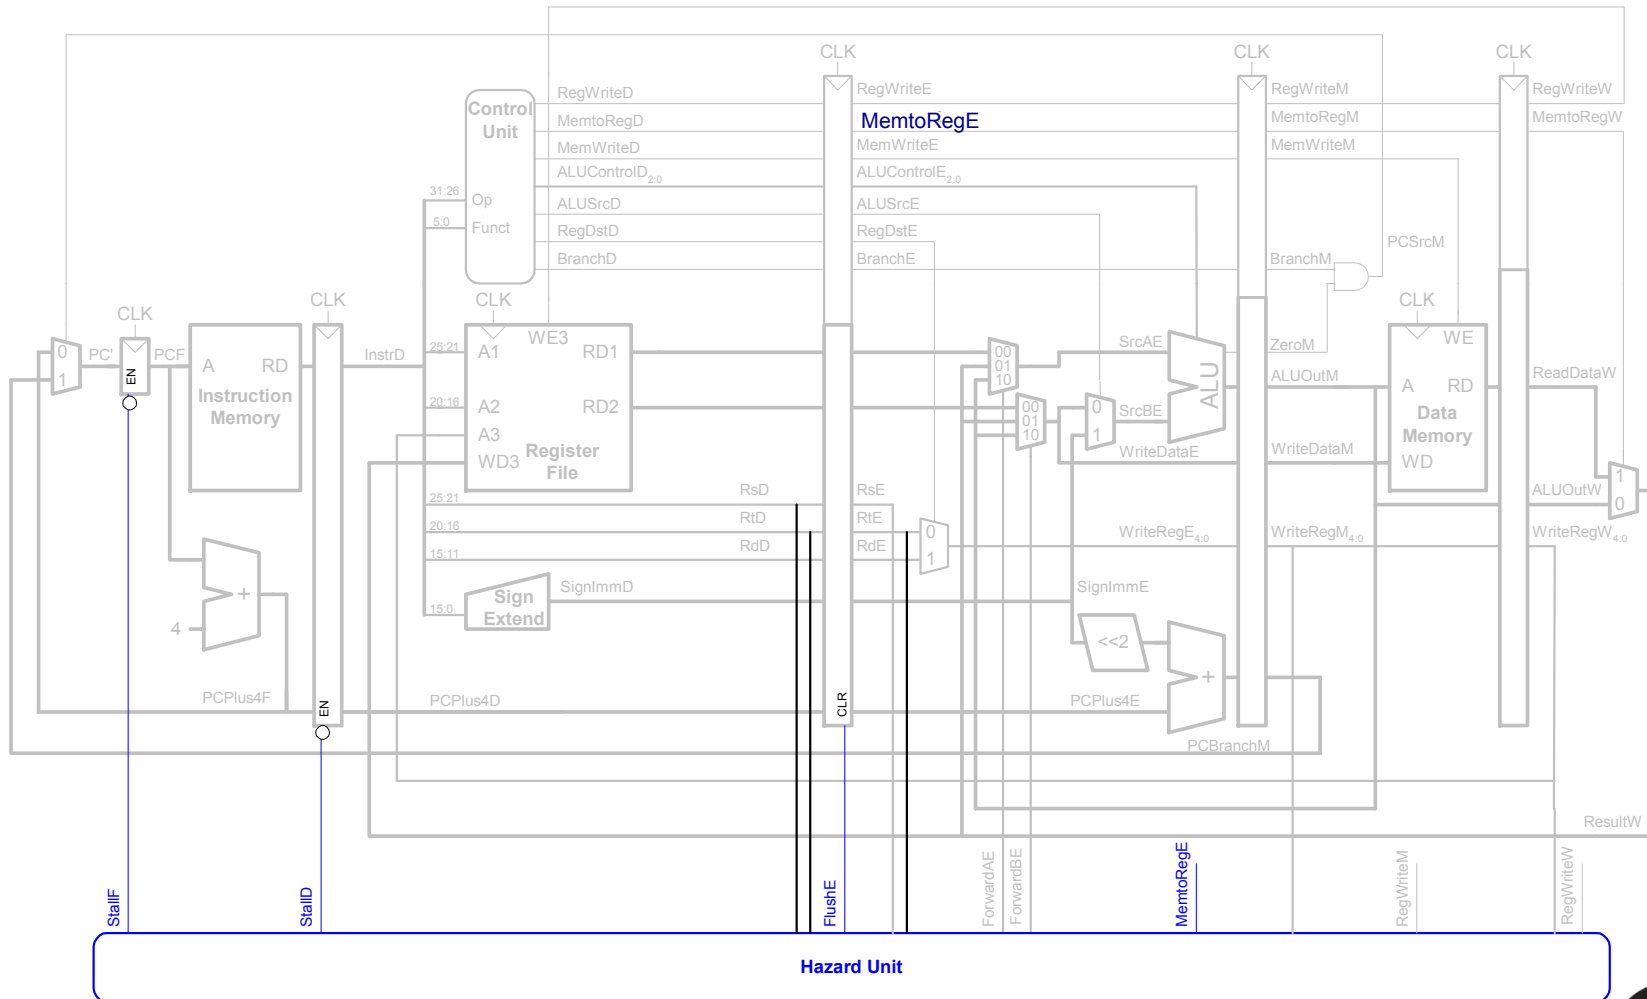 CLK
CLK
CLK
RegWriteD
RegWriteE
RegWriteM
RegWriteW
Control
Unit
MemtoRegD
MemtoRegE
MemtoRegM
MemtoRegW
MemWriteD
MemWriteE
MemWriteM
ALUControlD2:0
ALUControlE2:0
31:26
Op
ALUSrcD
ALUSrcE
5:0
Funct
RegDstD
RegDstE
PCSrcM
BranchD
BranchE
BranchM
CLK
CLK
CLK
CLK
WE3
WE
0
1
PC'
EN
PCF
A
RD
Instruction
Memory
InstrD
25:21
A1
RD1
00
01
10
SrcAE
ALU
ZeroM
ALUOutM
A
RD
Data
Memory
ReadDataW
20:16
A2
RD2
00
01
10
0
1
SrcBE
A3
WD3
Register
File
WriteDataE
WriteDataM
WD
1
0
25:21
RsD
RsE
ALUOutW
20:16
RtD
RtE
0
1
WriteRegE4:0
WriteRegM4:0
WriteRegW4:0
15:11
RdD
RdE
SignImmD
SignImmE
Sign
Extend
15:0
+
4
<<2
+
PCPlus4F
EN
PCPlus4D
CLR
PCPlus4E
PCBranchM
ResultW
StallF
StallD
FlushE
ForwardAE
ForwardBE
MemtoRegE
RegWriteM
RegWriteW
Hazard Unit